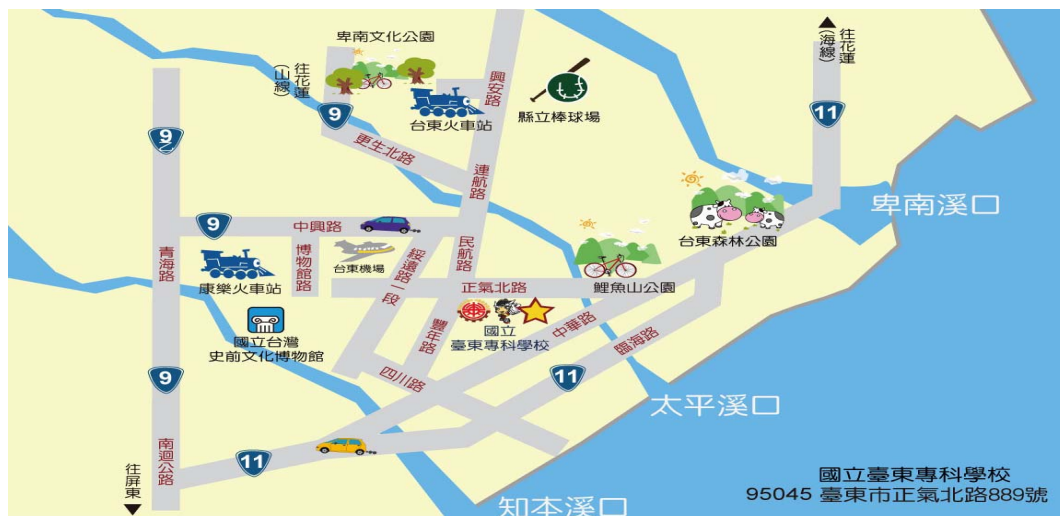 卑南文化公園
往花蓮
(山線)
9
台東火車站
興安路
縣立棒球場
往花蓮
(海線)
11
9乙
更生北路
連航路
卑南溪口
9
中興路
台東森林公園
青海路
康樂火車站
博物館路
台東機場
綏遠路一段
民航路
正氣北路
鯉魚山公園
國立台灣
史前文化博物館
豐年路
國立
臺東專科學校
中華路
臨海路
9
四川路
11
太平溪口
南迴公路
11
往屏東
知本溪口
國立臺東專科學校
95045 臺東市正氣北路889號